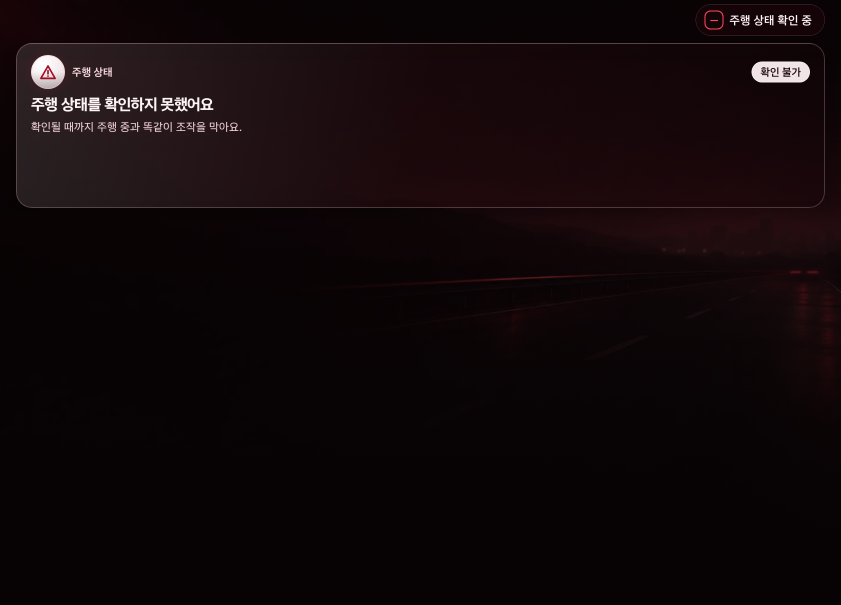 주행 상태 확인 중
주행 상태
확인 불가
주행 상태를 확인하지 못했어요
확인될 때까지 주행 중과 똑같이 조작을 막아요.